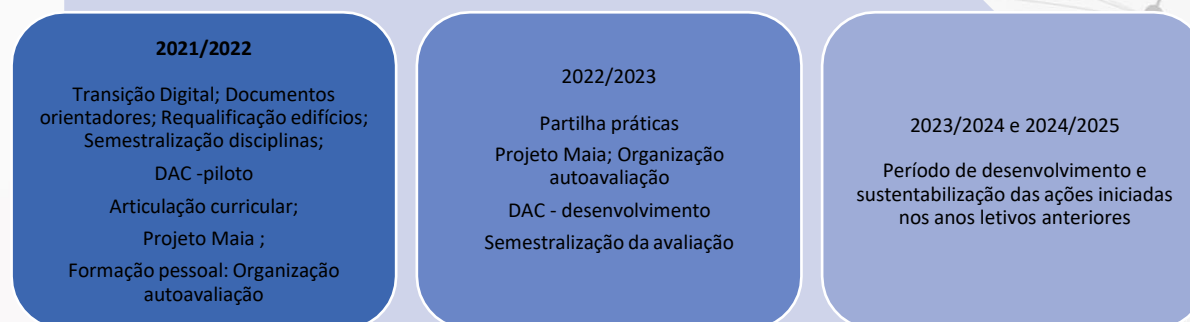 2021/2022
Transição Digital; Documentos
orientadores; Requalificação edifícios;
Semestralização disciplinas;
DAC -piloto
Articulação curricular;
Projeto Maia ;
Formação pessoal: Organização
autoavaliação
2022/2023
Partilha práticas
Projeto Maia; Organização
autoavaliação
DAC - desenvolvimento
Semestralização da avaliação
2023/2024 e 2024/2025
Período de desenvolvimento e
sustentabilização das ações iniciadas
nos anos letivos anteriores